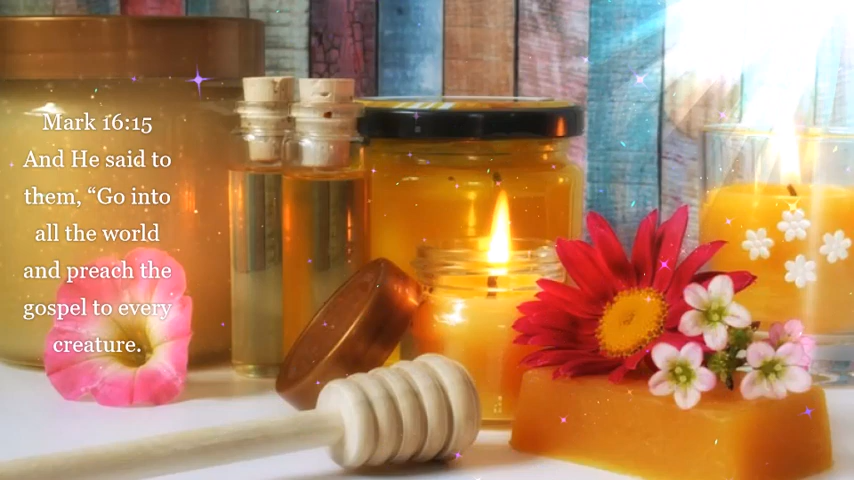 Mark 16:15
And He said to
them, “Go into
all the world
and preach the
gospel to every
creature.